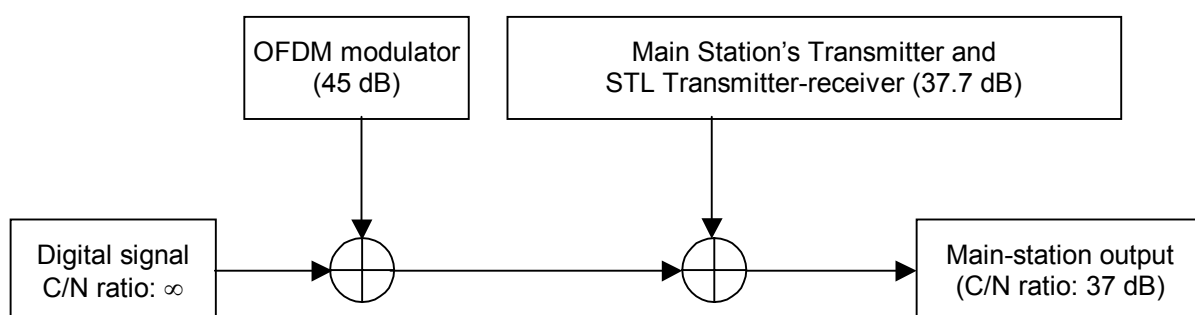 OFDM modulator
(45 dB)
Main Station's Transmitter and
STL Transmitter-receiver (37.7 dB)
Digital signal
C/N ratio: ∞
Main-station output
(C/N ratio: 37 dB)